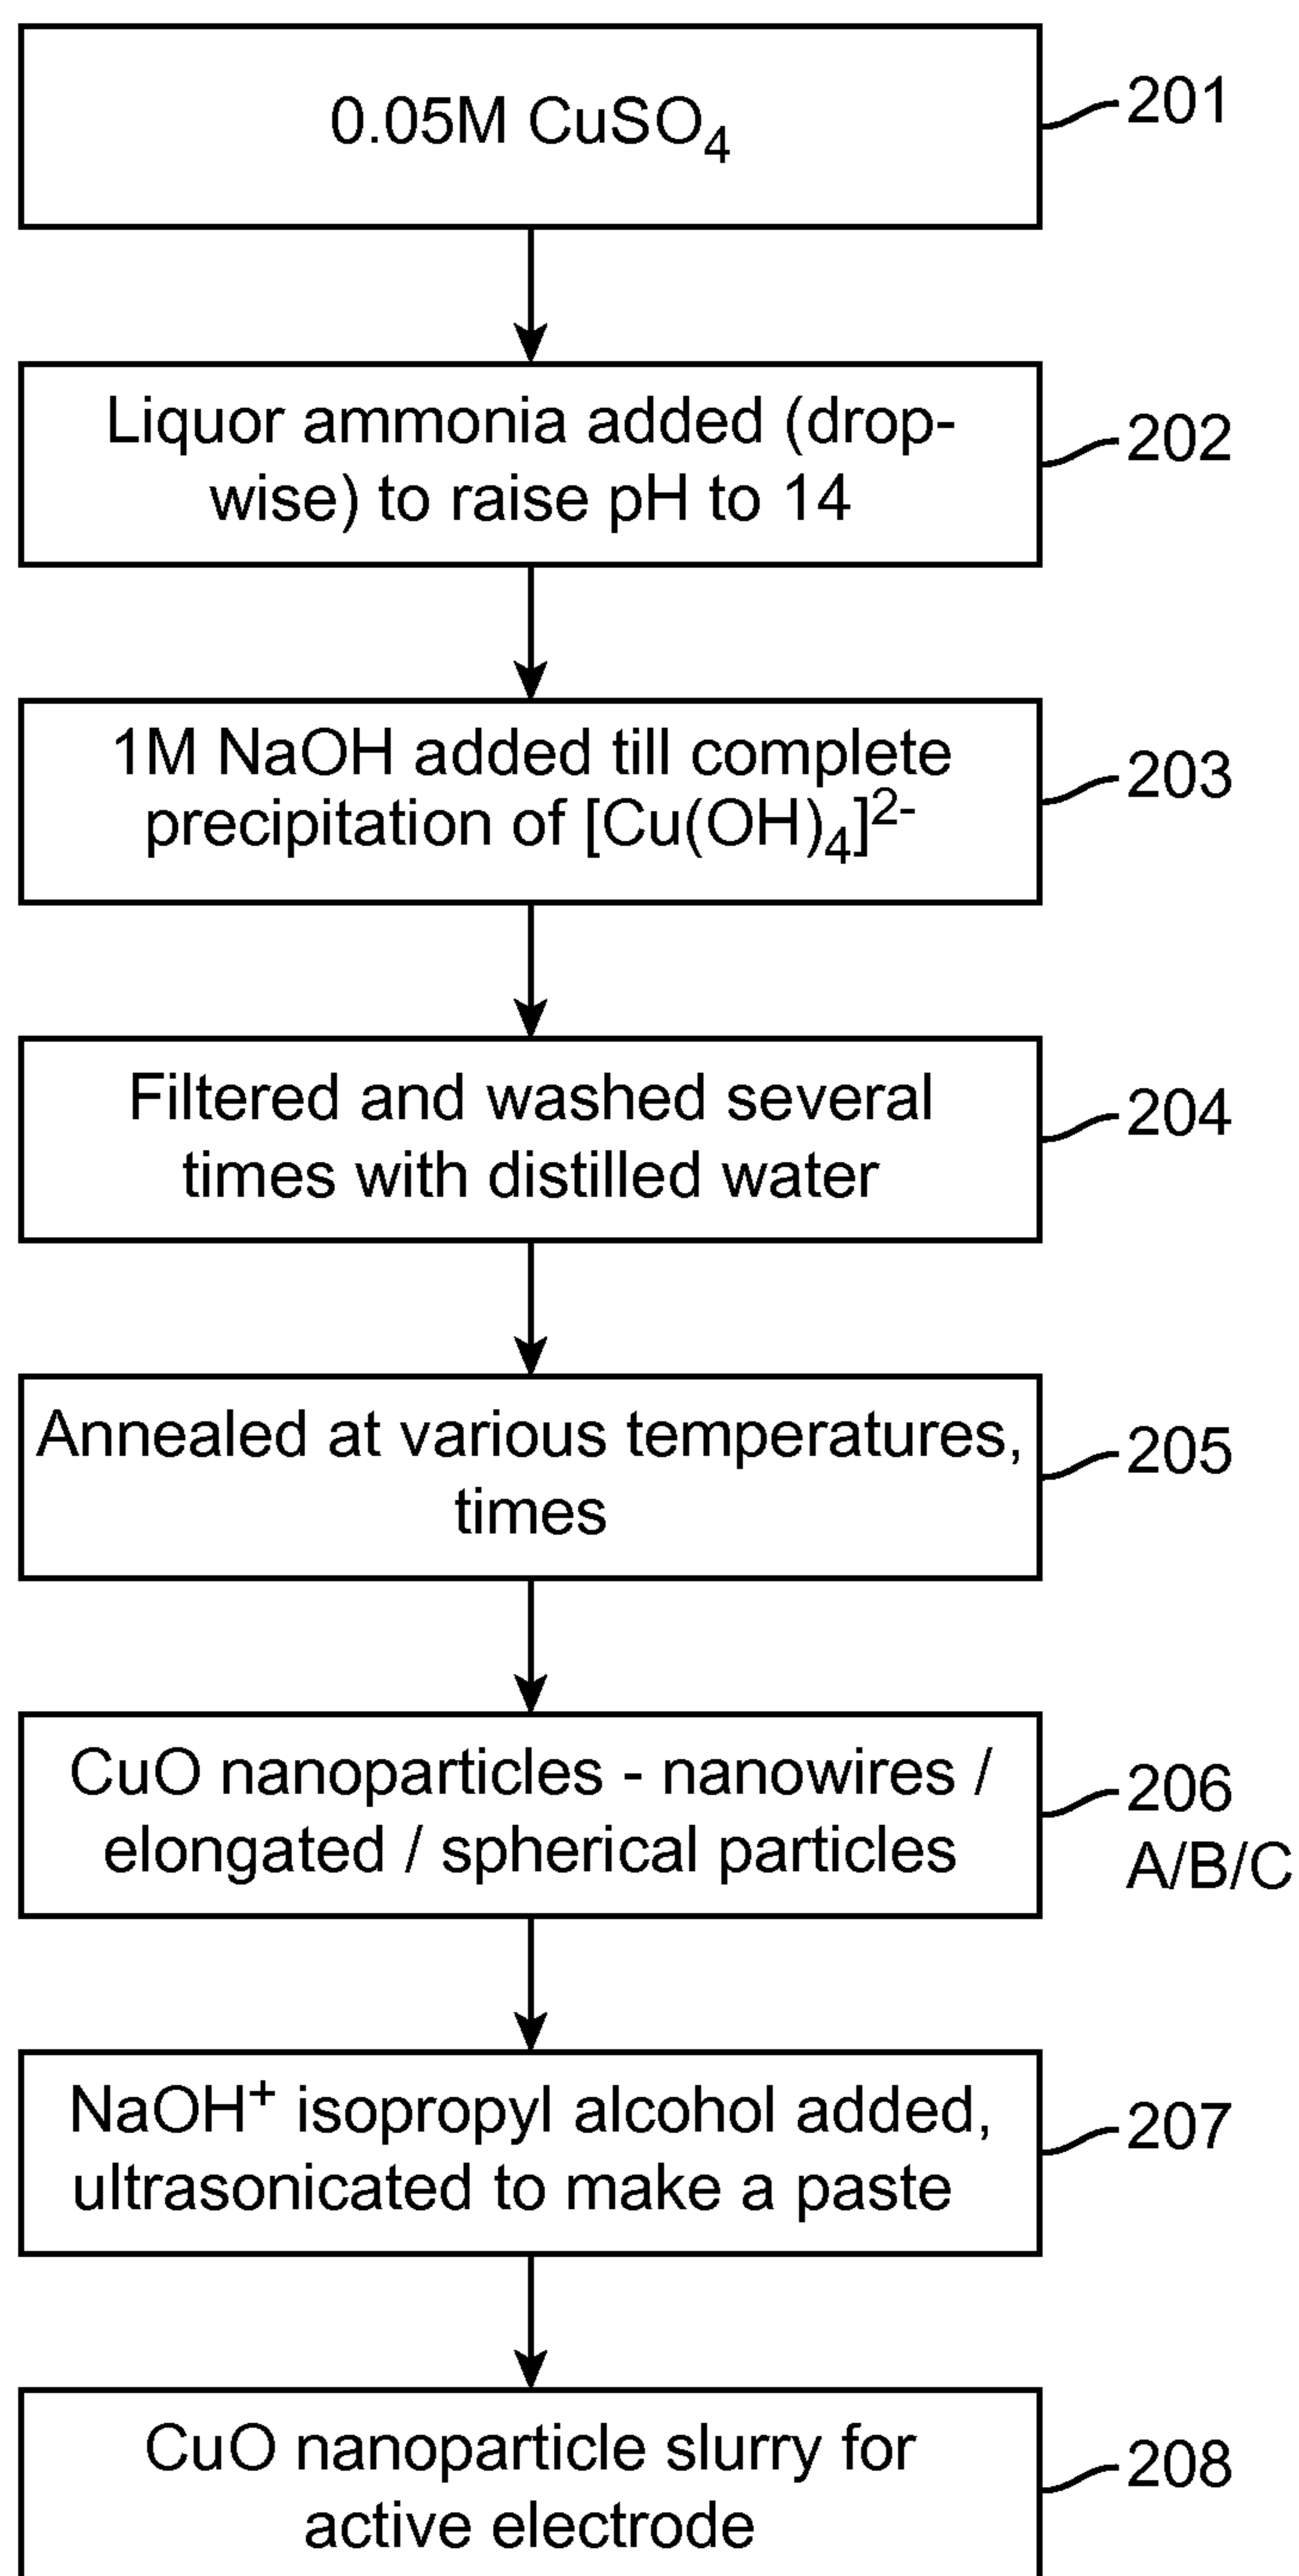 0.05M CuSO₄
201
Liquor ammonia added (drop-
wise) to raise pH to 14
202
1M NaOH added till complete
precipitation of [Cu(OH)₄]²⁻
203
Filtered and washed several
times with distilled water
204
Annealed at various temperatures,
times
205
CuO nanoparticles - nanowires /
elongated / spherical particles
206
A/B/C
NaOH⁺ isopropyl alcohol added,
ultrasonicated to make a paste
207
CuO nanoparticle slurry for
active electrode
208